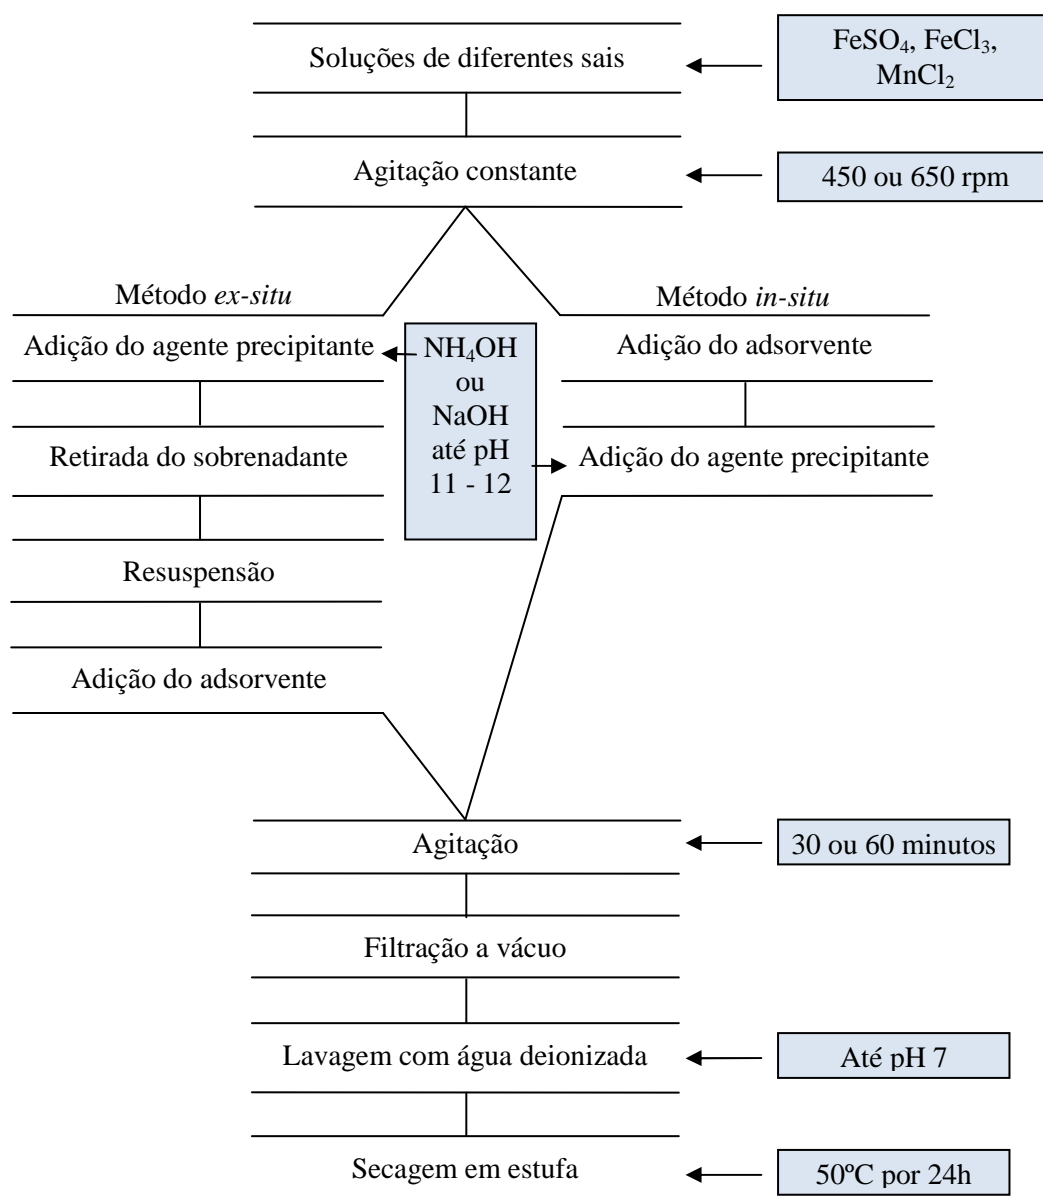 Soluções de diferentes sais
FeSO₄, FeCl₃,
MnCl₂
Agitação constante
450 ou 650 rpm
Método ex-situ
Adição do agente precipitante
Retirada do sobrenadante
Resuspensão
Adição do adsorvente
NH₄OH
ou
NaOH
até pH
11 - 12
Método in-situ
Adição do adsorvente
Adição do agente precipitante
Agitação
30 ou 60 minutos
Filtração a vácuo
Lavagem com água deionizada
Até pH 7
Secagem em estufa
50ºC por 24h